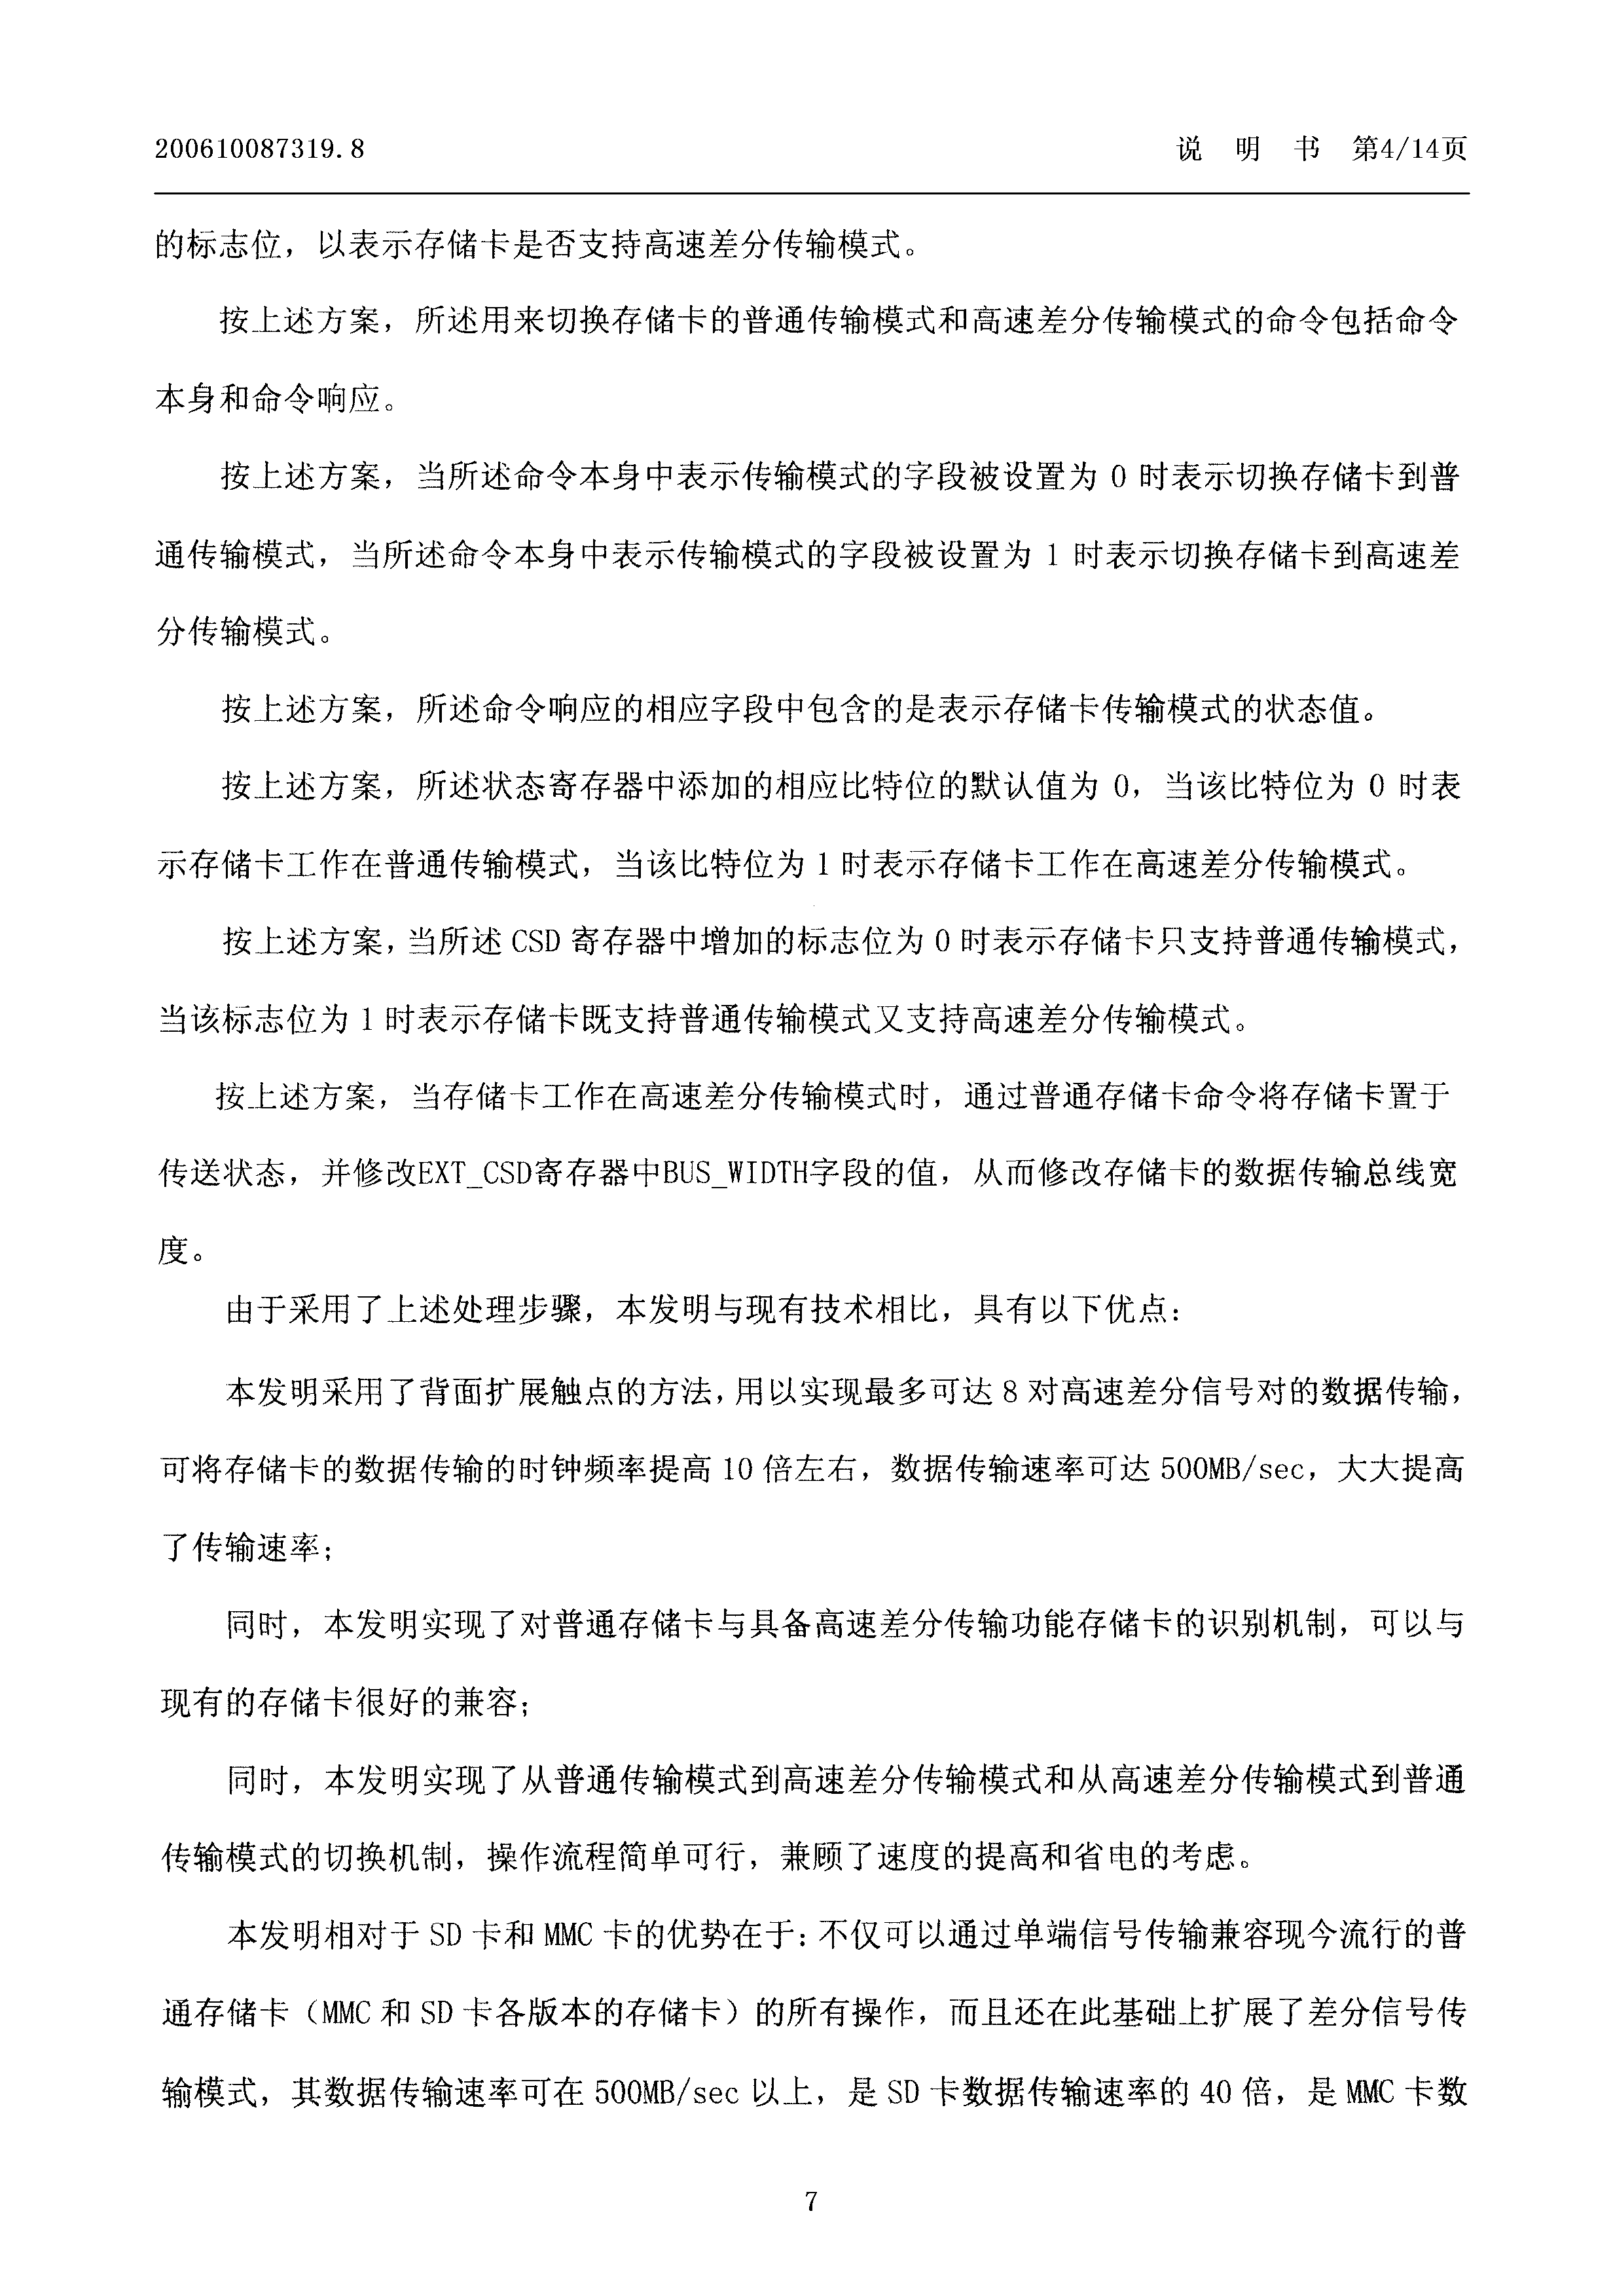 200610087319.8 说 明 书 第4/14页
的标志位，以表示存储卡是否支持高速差分传输模式。
按上述方案，所述用来切换存储卡的普通传输模式和高速差分传输模式的命令包括命令
本身和命令响应。
按上述方案，当所述命令本身中表示传输模式的字段被设置为 0 时表示切换存储卡到普
通传输模式，当所述命令本身中表示传输模式的字段被设置为 1 时表示切换存储卡到高速差
分传输模式。
按上述方案，所述命令响应的相应字段中包含的是表示存储卡传输模式的状态值。
按上述方案，所述状态寄存器中添加的相应比特位的默认值为 0，当该比特位为 0 时表
示存储卡工作在普通传输模式，当该比特位为 1 时表示存储卡工作在高速差分传输模式。
按上述方案，当所述 CSD 寄存器中增加的标志位为 0 时表示存储卡只支持普通传输模式，
当该标志位为 1 时表示存储卡既支持普通传输模式又支持高速差分传输模式。
按上述方案，当存储卡工作在高速差分传输模式时，通过普通存储卡命令将存储卡置于
传送状态，并修改EXT_CSD寄存器中BUS_WIDTH字段的值，从而修改存储卡的数据传输总线宽
度。
由于采用了上述处理步骤，本发明与现有技术相比，具有以下优点：
本发明采用了背面扩展触点的方法，用以实现最多可达 8 对高速差分信号对的数据传输，
可将存储卡的数据传输的时钟频率提高 10 倍左右，数据传输速率可达 500MB/sec，大大提高
了传输速率；
同时，本发明实现了对普通存储卡与具备高速差分传输功能存储卡的识别机制，可以与
现有的存储卡很好的兼容；
同时，本发明实现了从普通传输模式到高速差分传输模式和从高速差分传输模式到普通
传输模式的切换机制，操作流程简单可行，兼顾了速度的提高和省电的考虑。
本发明相对于 SD 卡和 MMC 卡的优势在于：不仅可以通过单端信号传输兼容现今流行的普
通存储卡（MMC 和 SD 卡各版本的存储卡）的所有操作，而且还在此基础上扩展了差分信号传
输模式，其数据传输速率可在 500MB/sec 以上，是 SD 卡数据传输速率的 40 倍，是 MMC 卡数
7